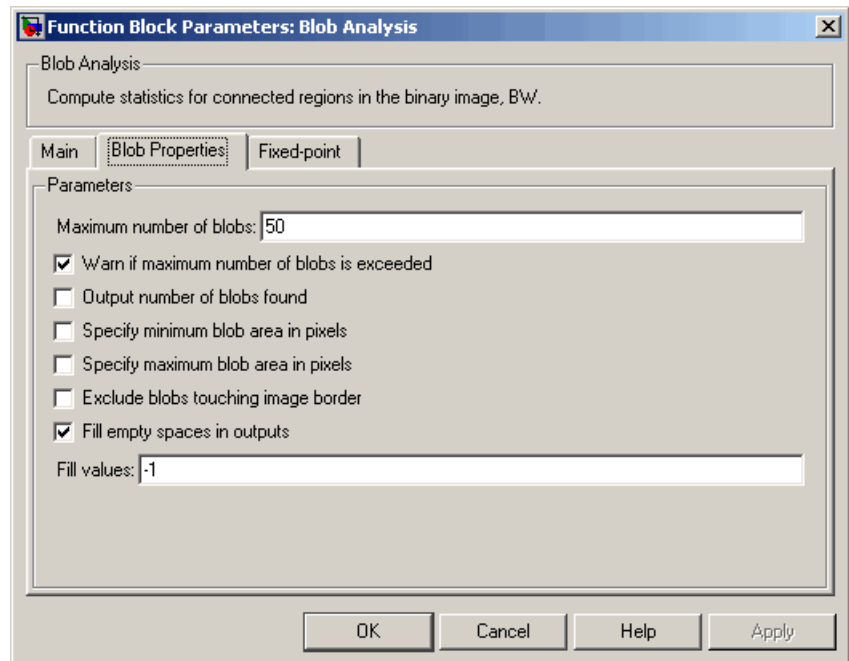 Function Block Parameters: Blob Analysis
Blob Analysis
Compute statistics for connected regions in the binary image, BW.
Main Blob Properties Fixed-point
Parameters
Maximum number of blobs: 50
Warn if maximum number of blobs is exceeded
Output number of blobs found
Specify minimum blob area in pixels
Specify maximum blob area in pixels
Exclude blobs touching image border
Fill empty spaces in outputs
Fill values: -1
OK Cancel Help Apply